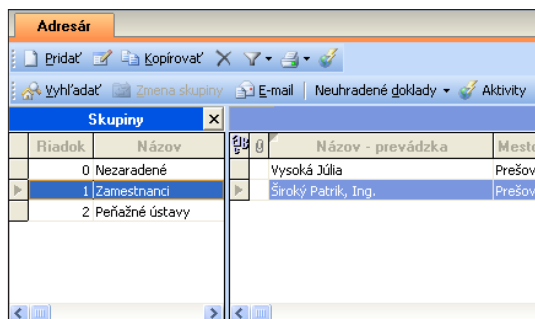 Adresár
Pridať Kopírovať
Vyhľadať Zmena skupiny E-mail Neuhradené doklady Aktivity
Skupiny
Riadok Názov Názov - prevádzka Mesto
0 Nezaradené Vysoká Júlia Prešov
1 Zamestnanci Široký Patrik, Ing. Prešov
2 Peňažné ústavy